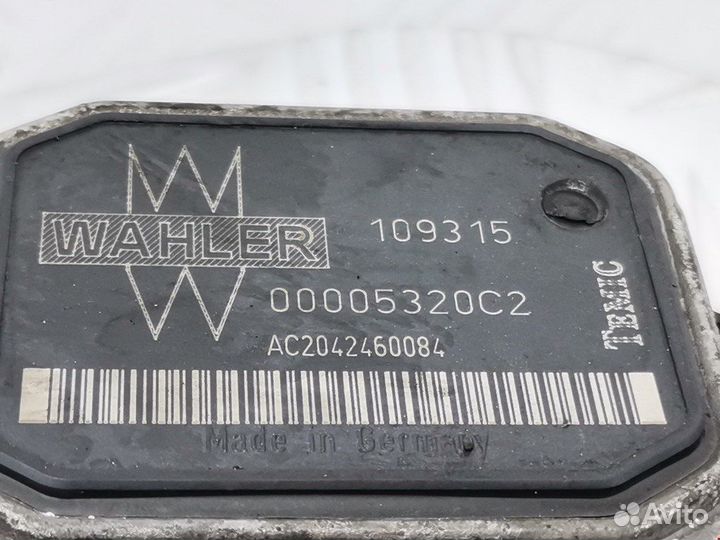 WAHLER
109315
00005320C2
AC2042460084
TEMIC
Made in Germany
Avito